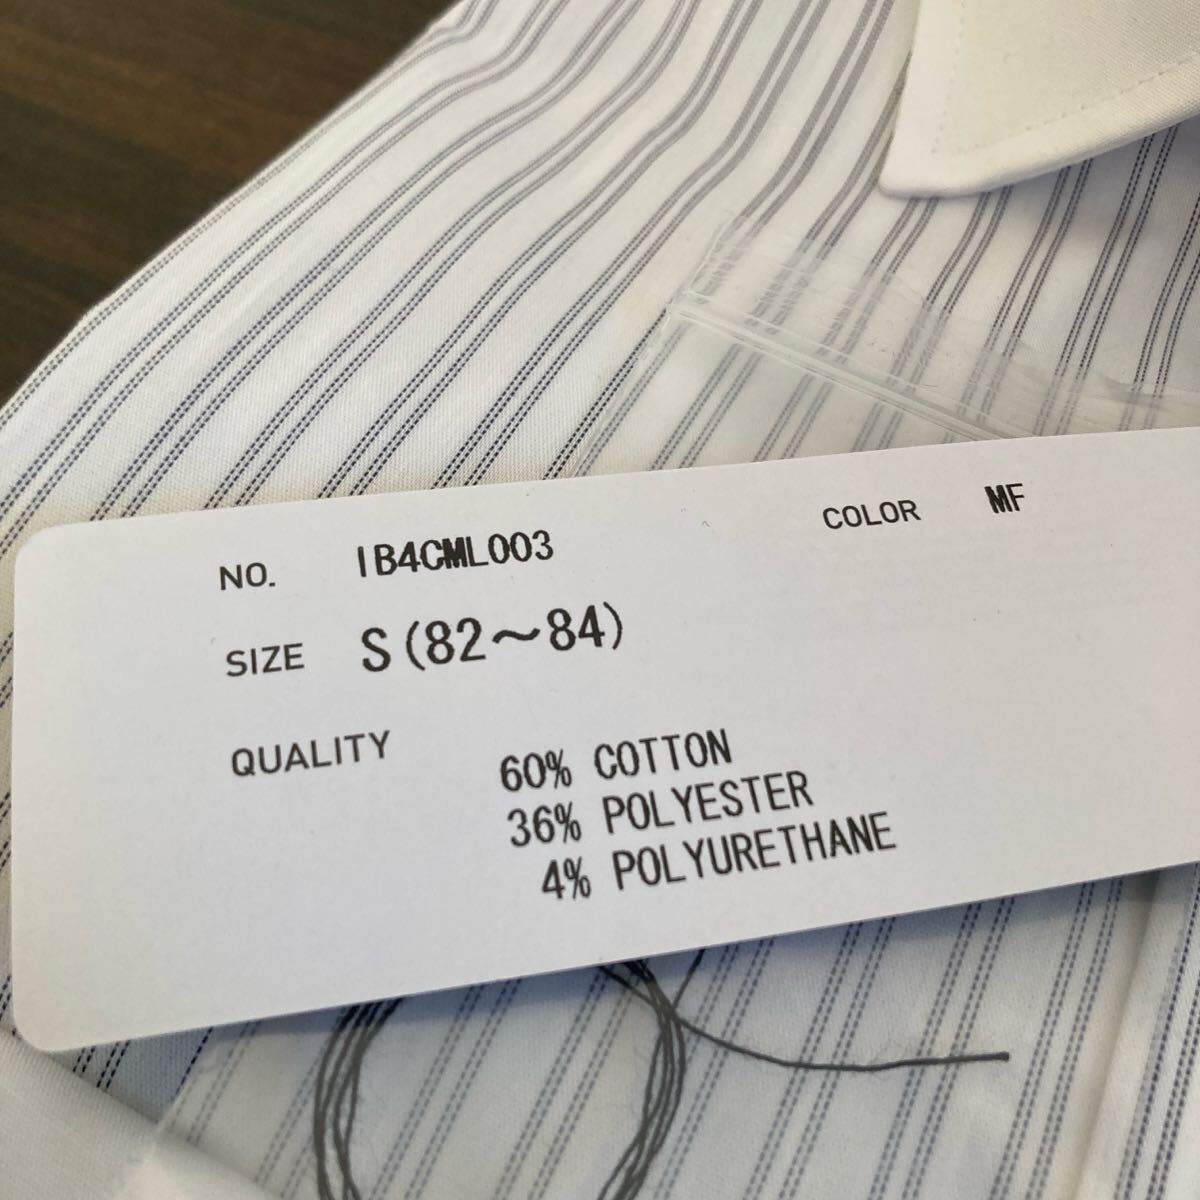 NO. IB4CML003 COLOR MF
SIZE S(82～84)
QUALITY 60% COTTON
36% POLYESTER
4% POLYURETHANE